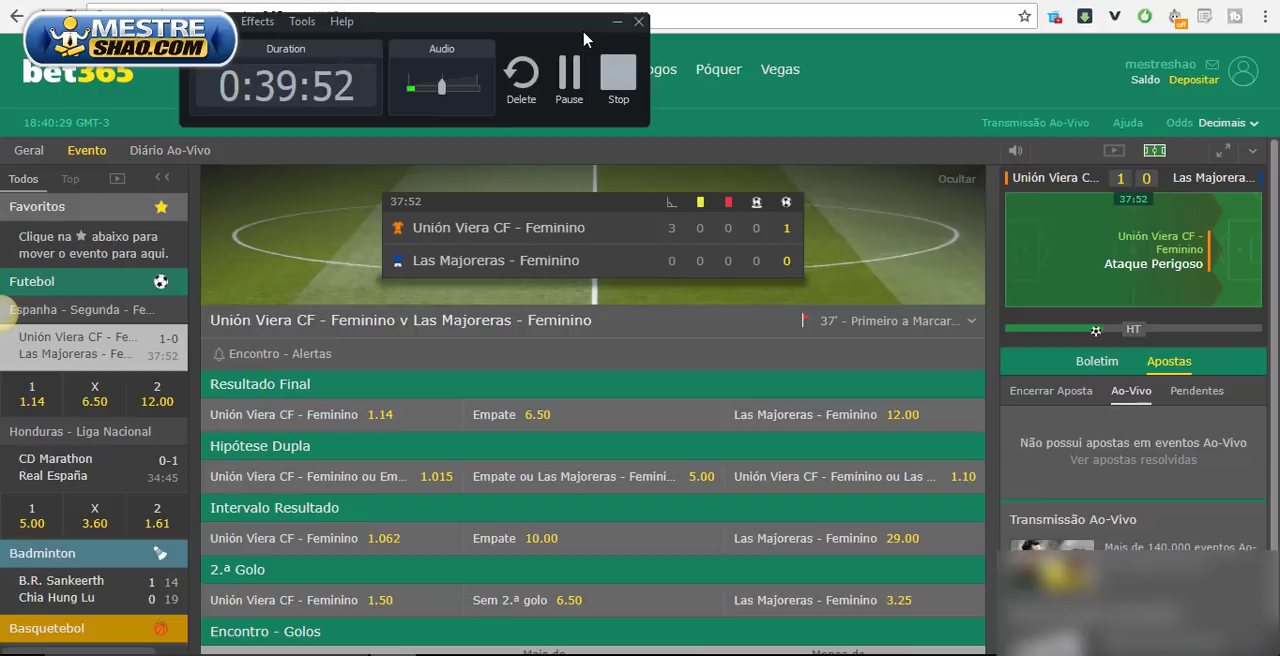 MESTRE
SHAO.COM
Effects Tools Help
Duration
0:39:52
Audio
Delete Pause Stop
bet365
ogos Póquer Vegas
mestreshao
Saldo Depositar
18:40:29 GMT-3
Transmissão Ao-Vivo Ajuda Odds Decimais
off
Geral Evento Diário Ao-Vivo
Todos Top
Favoritos
Clique na ★ abaixo para
mover o evento para aqui.
Futebol
Espanha - Segunda - Fe...
Unión Viera CF - Fe... 1-0
Las Majoreras - Fe... 37:52
1 X 2
1.14 6.50 12.00
Honduras - Liga Nacional
CD Marathon 0-1
Real España 34:45
1 X 2
5.00 3.60 1.61
Badminton
B.R. Sankeerth 1 14
Chia Hung Lu 0 19
Basquetebol
Ocultar
37:52
Unión Viera CF - Feminino 3 0 0 0 1
Las Majoreras - Feminino 0 0 0 0 0
Unión Viera CF - Feminino v Las Majoreras - Feminino
37' - Primeiro a Marcar...
Encontro - Alertas
Resultado Final
Unión Viera CF - Feminino 1.14 Empate 6.50 Las Majoreras - Feminino 12.00
Hipótese Dupla
Unión Viera CF - Feminino ou Em... 1.015 Empate ou Las Majoreras - Femini... 5.00 Unión Viera CF - Feminino ou Las ... 1.10
Intervalo Resultado
Unión Viera CF - Feminino 1.062 Empate 10.00 Las Majoreras - Feminino 29.00
2.ª Golo
Unión Viera CF - Feminino 1.50 Sem 2.ª golo 6.50 Las Majoreras - Feminino 3.25
Encontro - Golos
Mais de Menos de
Unión Viera C... 1 0 Las Majorera...
37:52
Unión Viera CF -
Feminino
Ataque Perigoso
HT
Boletim Apostas
Encerrar Aposta Ao-Vivo Pendentes
Não possui apostas em eventos Ao-Vivo
Ver apostas resolvidas
Transmissão Ao-Vivo
Mais de 140.000 eventos Ao-